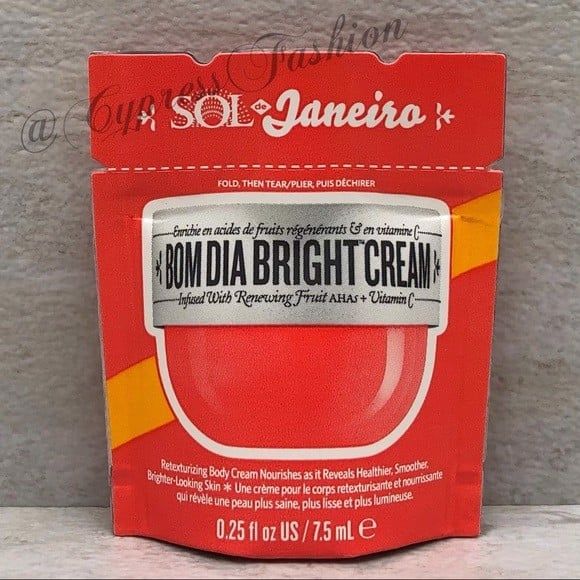 @CypressFashion
SOL de Janeiro
FOLD, THEN TEAR/PLIER, PUIS DÉCHIRER
Enrichie en acides de fruits régénérants & en vitamine C
BOM DIA BRIGHT™ CREAM
Infused With Renewing Fruit AHAs + Vitamin C
Retexturizing Body Cream Nourishes as it Reveals Healthier, Smoother,
Brighter-Looking Skin * Une crème pour le corps retexturisante et nourrissante
qui révèle une peau plus saine, plus lisse et plus lumineuse.
0.25 fl oz US / 7.5 mL ℮